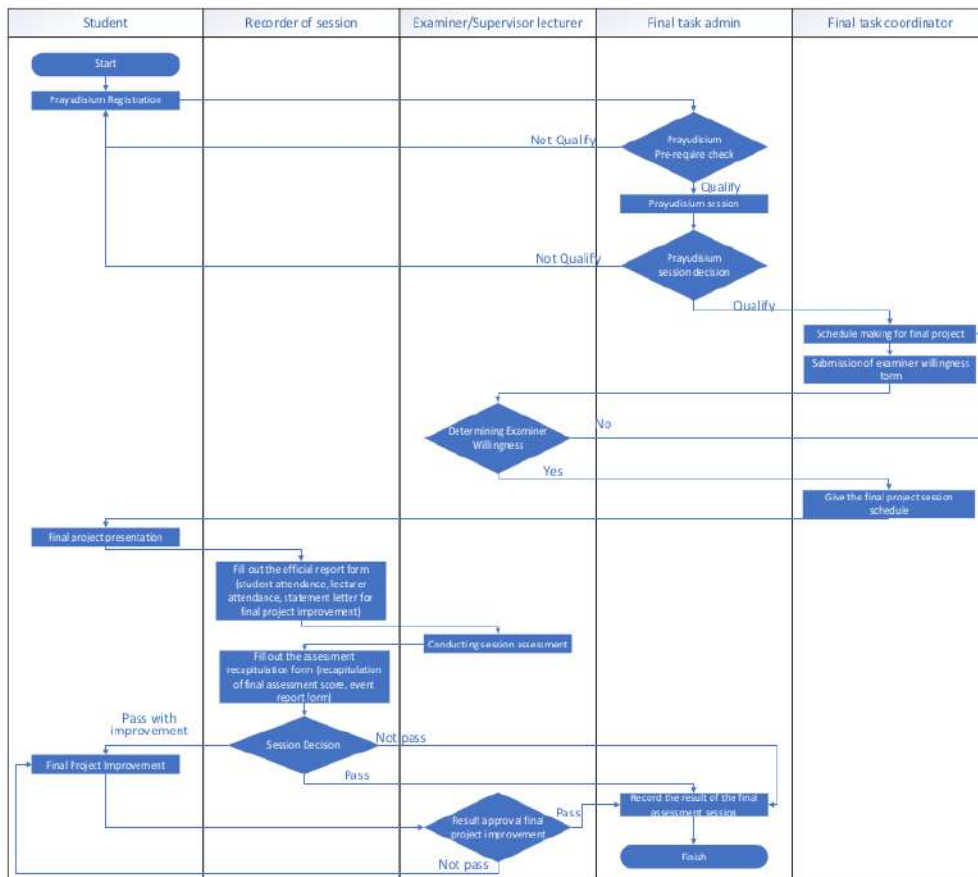 Student
Recorder of session
Examiner/Supervisor lecturer
Final task admin
Final task coordinator
Start
Prayudisium Registration
Not Qualify
Prayudisium
Pre-require check
Qualify
Prayudisium session
Not Qualify
Prayudisium
session decision
Qualify
Schedule making for final project
Submission of examiner willingness
form
Determining Examiner
Willingness
No
Yes
Give the final project session
schedule
Final project presentation
Fill out the official report form
(student attendance, lecturer
attendance, statement letter for
final project improvement)
Conducting session assessment
Fill out the assessment
recapitulation form (recapitulation
of final assessment score, event
report form)
Pass with
improvement
Session Decison
Not pass
Final Project Improvement
Pass
Record the result of the final
assessment session
Result approval final
project improvement
Pass
Not pass
Finish